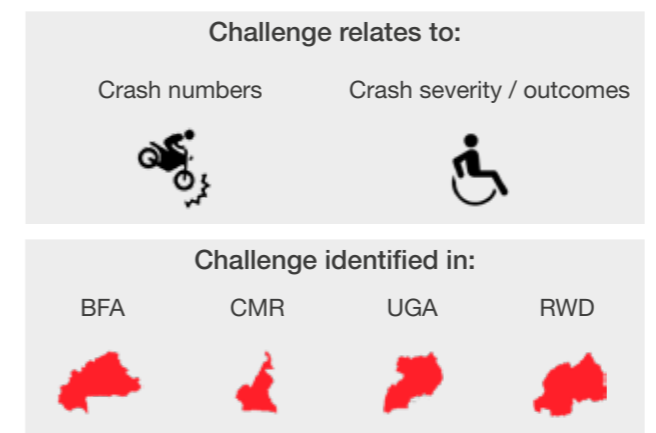 Challenge relates to:
Crash numbers Crash severity / outcomes
Challenge identified in:
BFA CMR UGA RWD